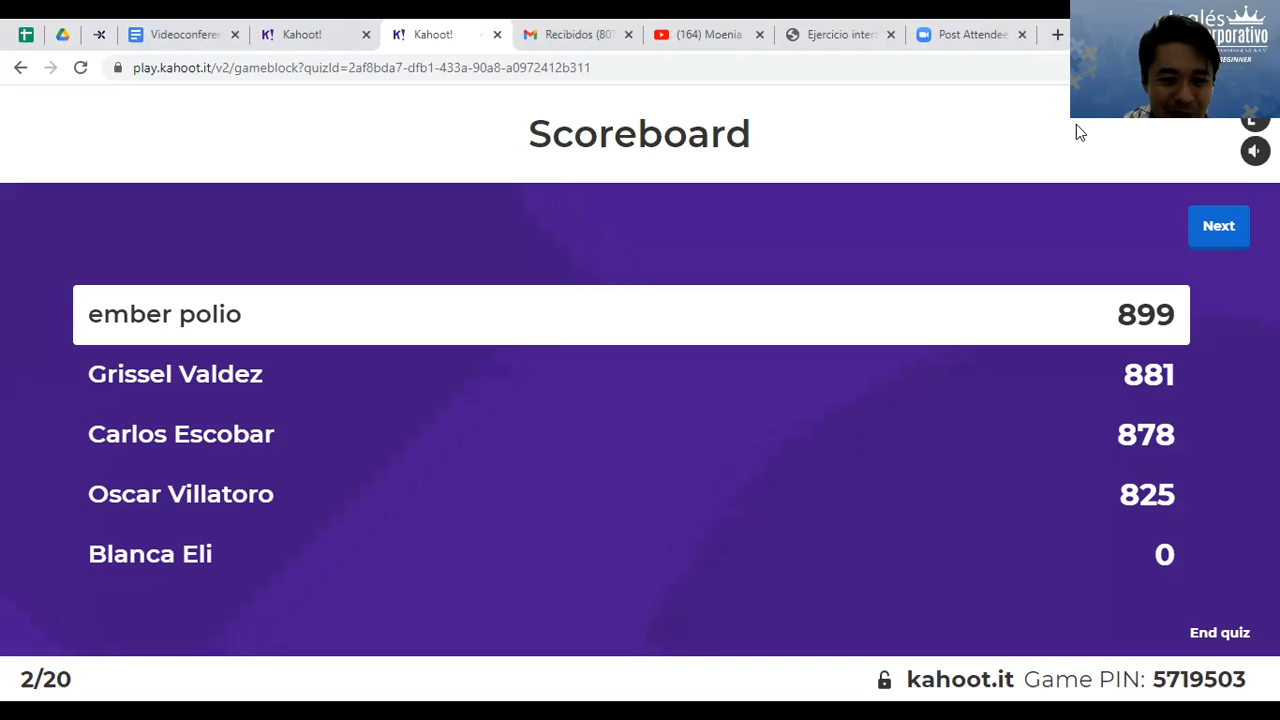 Videoconferen
Kahoot!
Kahoot!
Recibidos (80
(164) Moenia
Ejercicio inter
Post Attendee
play.kahoot.it/v2/gameblock?quizId=2af8bda7-dfb1-433a-90a8-a0972412b311
BEGINNER
Scoreboard
Next
ember polio 899
Grissel Valdez 881
Carlos Escobar 878
Oscar Villatoro 825
Blanca Eli 0
End quiz
2/20
kahoot.it Game PIN: 5719503